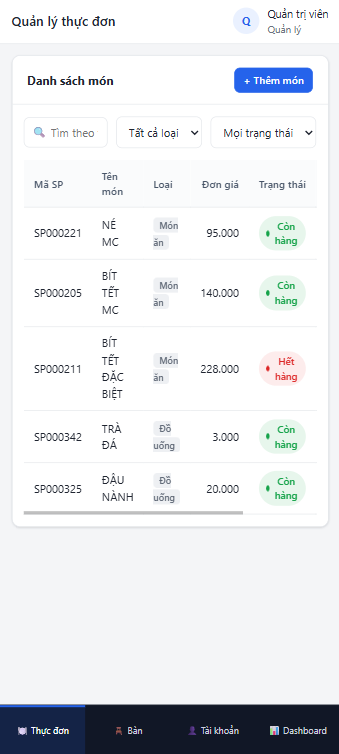 Quản lý thực đơn
Q
Quản trị viên
Quản lý
Danh sách món
+ Thêm món
Tìm theo
Tất cả loại
Mọi trạng thái
Mã SP
Tên
món
Loại
Đơn giá
Trạng thái
SP000221
NÉ
MC
Món
ăn
95.000
Còn
hàng
SP000205
BÍT
TẾT
MC
Món
ăn
140.000
Còn
hàng
SP000211
BÍT
TẾT
ĐẶC
BIỆT
Món
ăn
228.000
Hết
hàng
SP000342
TRÀ
ĐÁ
Đồ
uống
3.000
Còn
hàng
SP000325
ĐẬU
NÀNH
Đồ
uống
20.000
Còn
hàng
Thực đơn
Bàn
Tài khoản
Dashboard